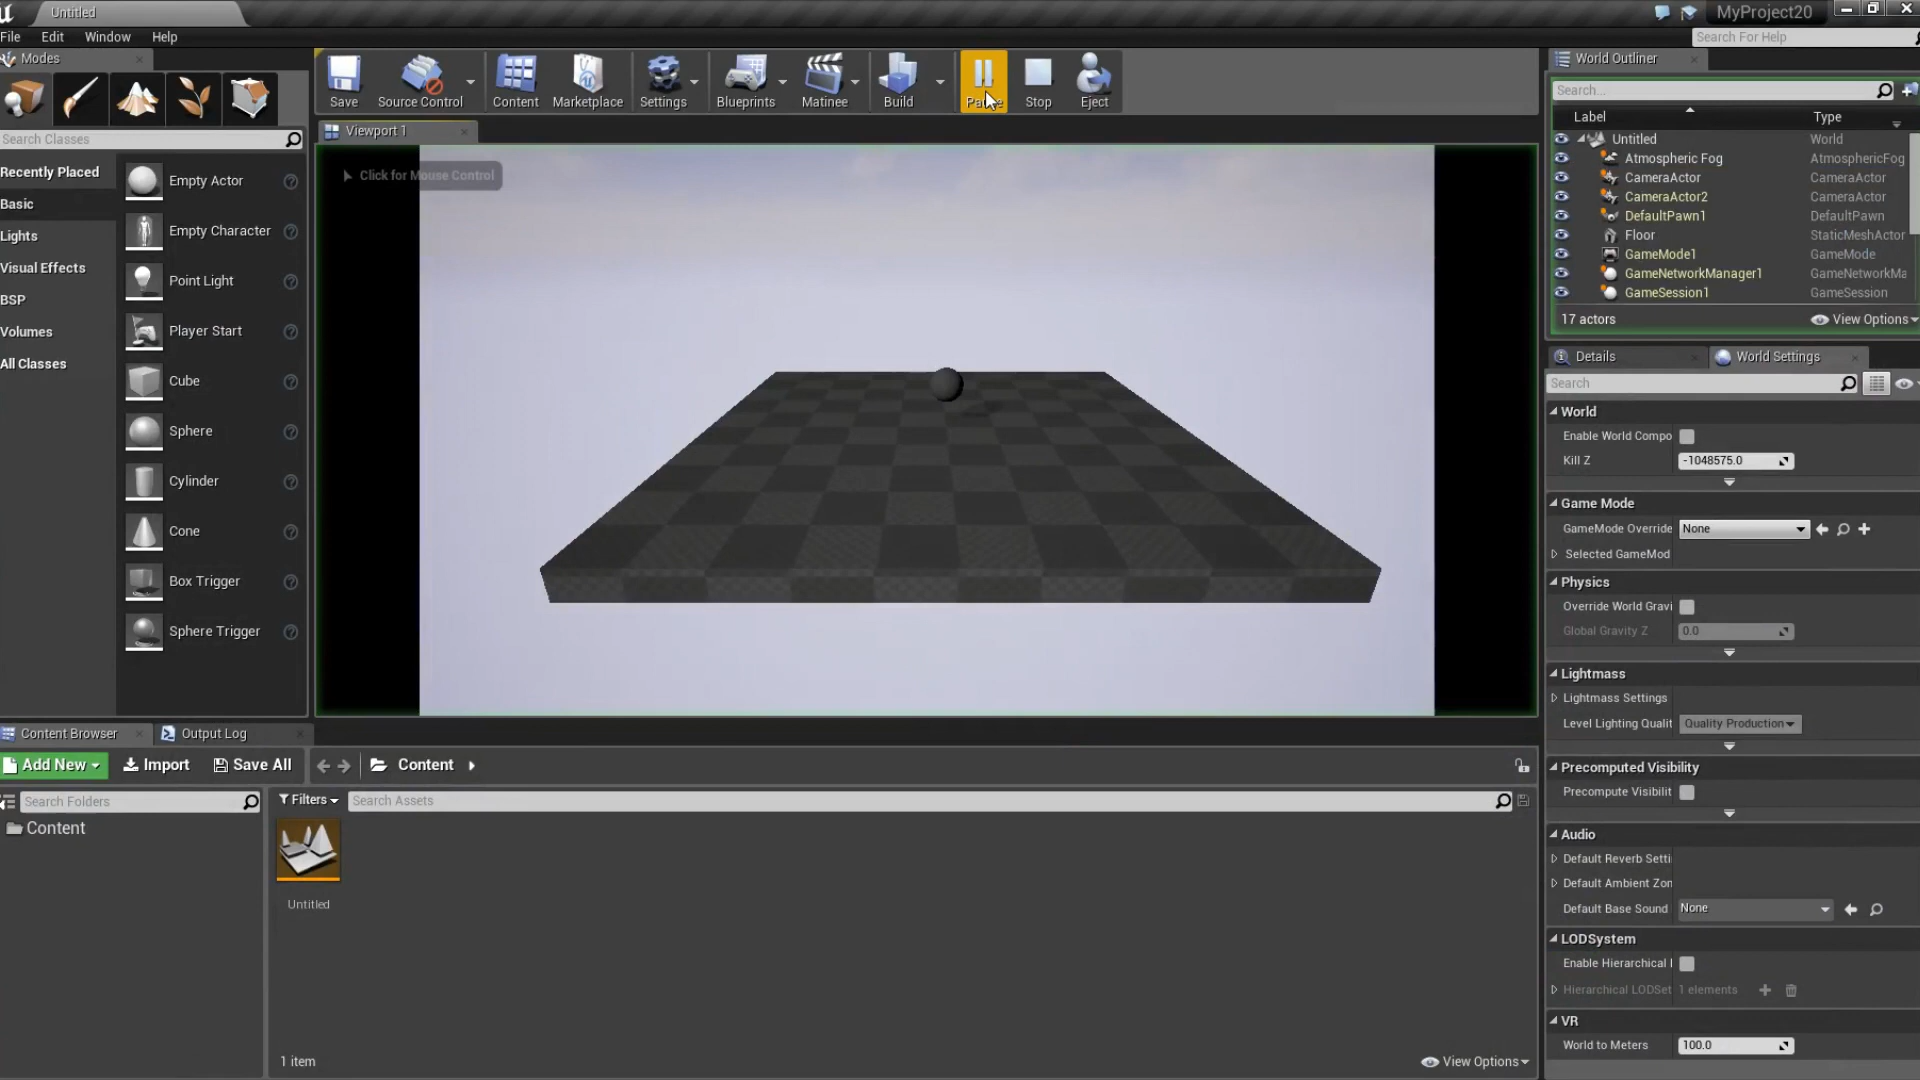 Untitled
MyProject20
File Edit Window Help
Search For Help
Modes
Save
Source Control
Content
Marketplace
Settings
Blueprints
Matinee
Build
Stop
Eject
World Outliner
Search...
Label Type
Untitled World
Atmospheric Fog AtmosphericFog
CameraActor CameraActor
CameraActor2 CameraActor
DefaultPawn1 DefaultPawn
Floor StaticMeshActor
GameMode1 GameMode
GameNetworkManager1 GameNetworkMa
GameSession1 GameSession
17 actors View Options
Search Classes
Recently Placed
Basic
Lights
Visual Effects
BSP
Volumes
All Classes
Empty Actor
Empty Character
Point Light
Player Start
Cube
Sphere
Cylinder
Cone
Box Trigger
Sphere Trigger
Viewport 1
Click for Mouse Control
Details World Settings
Search
World
Enable World Compo
Kill Z -1048575.0
Game Mode
GameMode Override None
Selected GameMod
Physics
Override World Gravi
Global Gravity Z 0.0
Lightmass
Lightmass Settings
Level Lighting Qualit Quality Production
Precomputed Visibility
Precompute Visibilit
Audio
Default Reverb Setti
Default Ambient Zon
Default Base Sound None
LODSystem
Enable Hierarchical
Hierarchical LODSet 1 elements
VR
World to Meters 100.0
Content Browser Output Log
Add New Import Save All Content
Search Folders
Content
Filters Search Assets
Untitled
1 item View Options